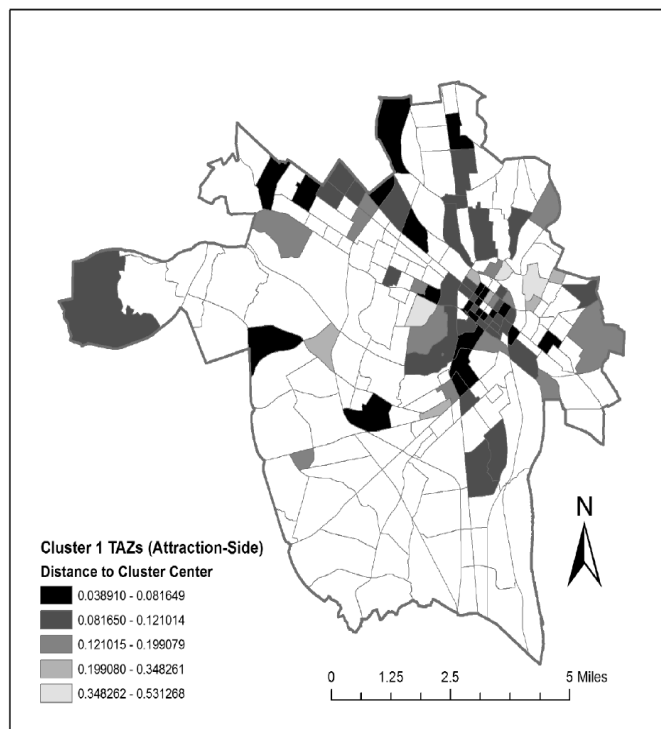 N
Cluster 1 TAZs (Attraction-Side)
Distance to Cluster Center
0.038910 - 0.081649
0.081650 - 0.121014
0.121015 - 0.199079
0.199080 - 0.348261
0.348262 - 0.531268
0 1.25 2.5 5 Miles